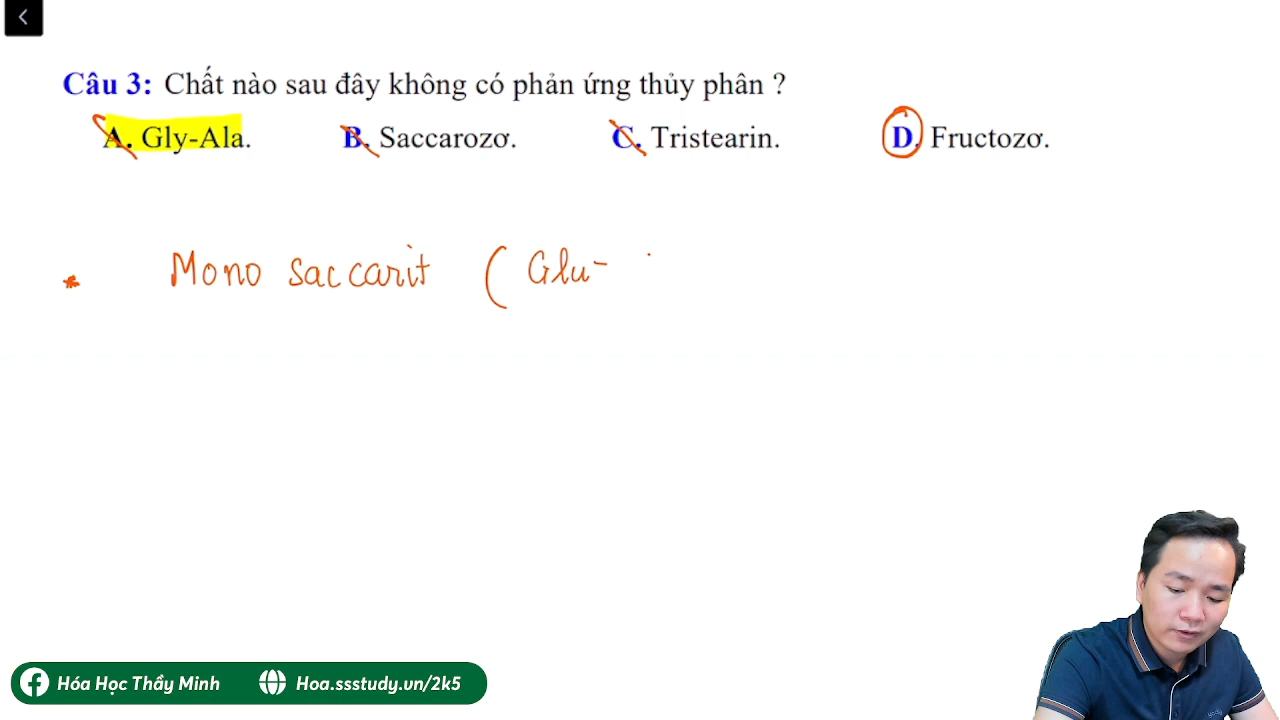 Câu 3: Chất nào sau đây không có phản ứng thủy phân ?
A. Gly-Ala. B. Saccarozơ. C. Tristearin. D. Fructozơ.
* Mono saccarit ( Glu-
Hóa Học Thầy Minh Hoa.ssstudy.vn/2k5